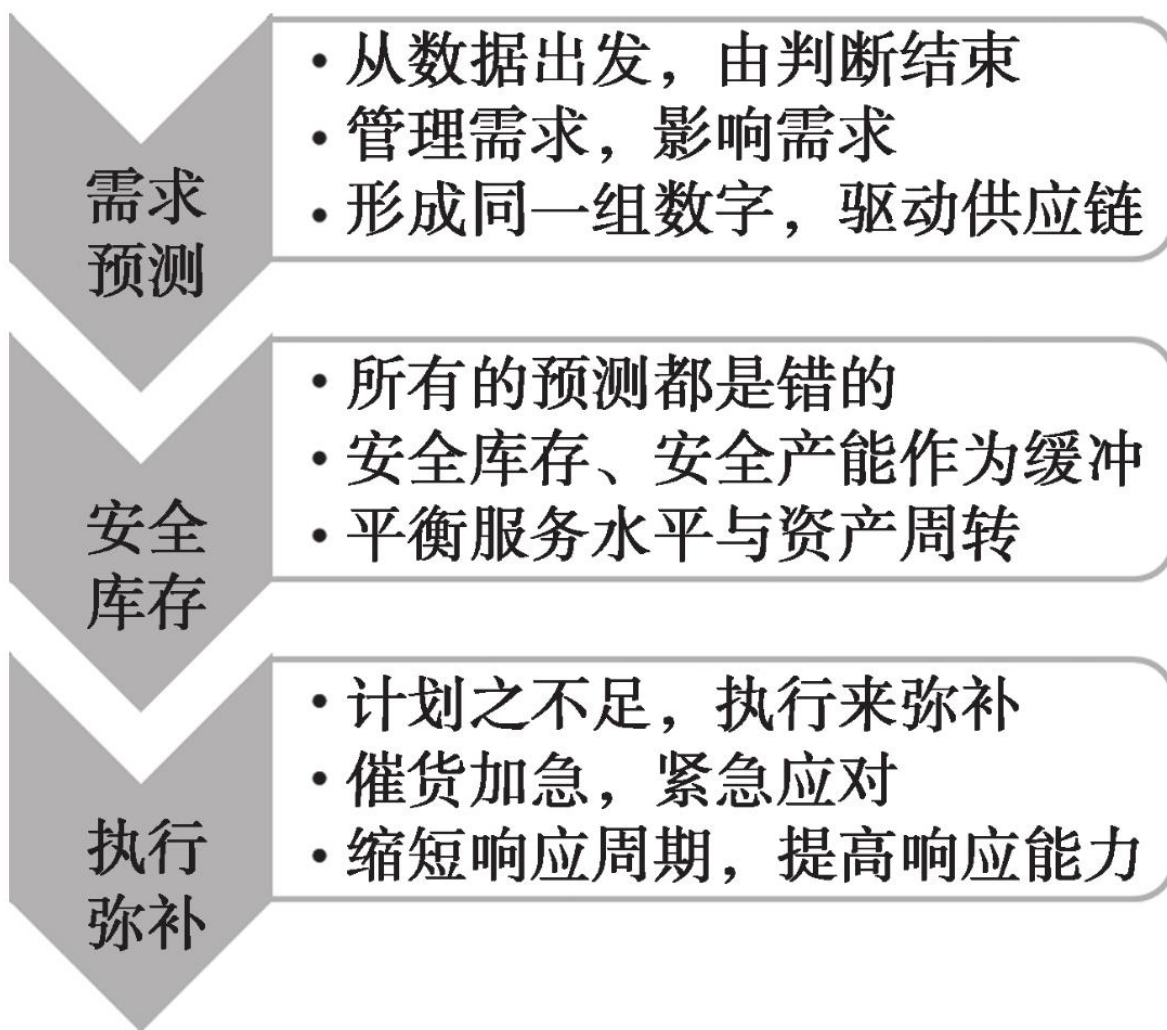 需求
预测
• 从数据出发，由判断结束
• 管理需求，影响需求
• 形成同一组数字，驱动供应链
安全
库存
• 所有的预测都是错的
• 安全库存、安全产能作为缓冲
• 平衡服务水平与资产周转
执行
弥补
• 计划之不足，执行来弥补
• 催货加急，紧急应对
• 缩短响应周期，提高响应能力